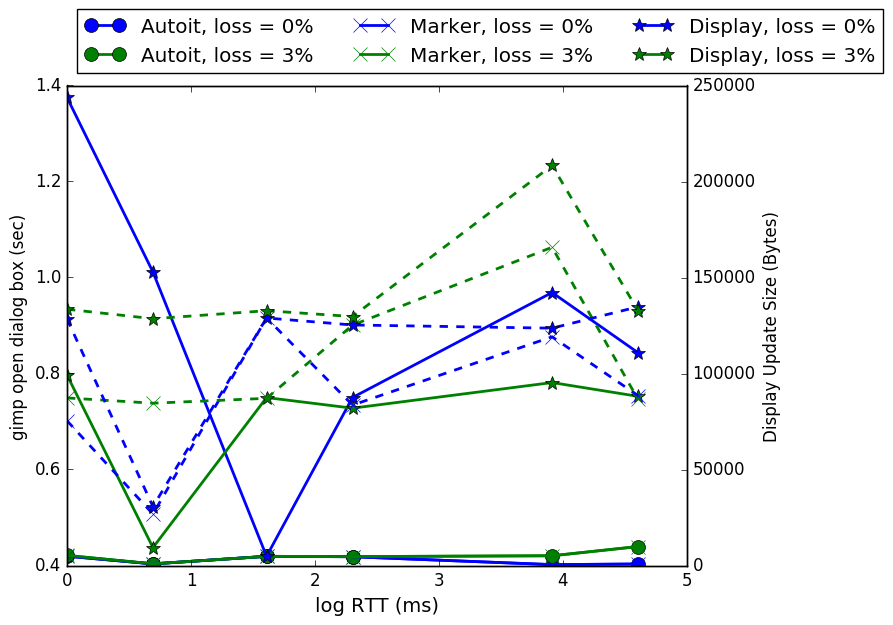 Autoit, loss = 0% Marker, loss = 0% Display, loss = 0%
Autoit, loss = 3% Marker, loss = 3% Display, loss = 3%
1.4
1.2
1.0
0.8
0.6
0.4
gimp open dialog box (sec)
250000
200000
150000
100000
50000
0
Display Update Size (Bytes)
0 1 2 3 4 5
log RTT (ms)